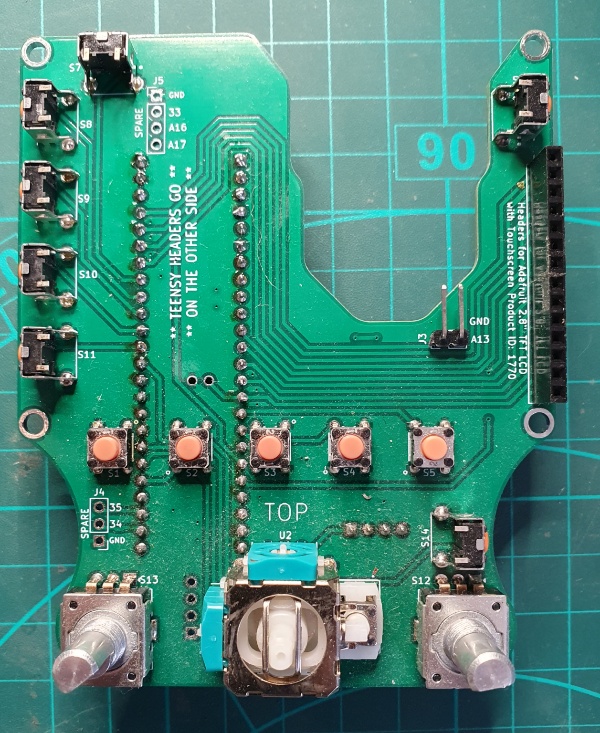 S7
J5
GND
33
A16
A17
SPARE
S8
S9
S10
S11
** TEENSY HEADERS GO **
** ON THE OTHER SIDE **
90
Headers for Adafruit 2.8" TFT LCD
with Touchscreen Product ID: 1770
GND
A13
J3
S1
S2
S3
S4
S5
J4
35
34
GND
SPARE
TOP
U2
S14
S13
S12